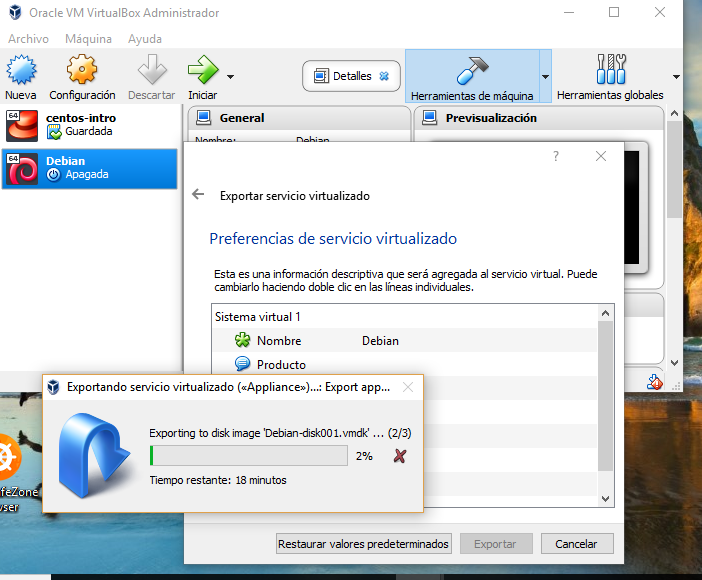 Oracle VM VirtualBox Administrador
Archivo Máquina Ayuda
Nueva Configuración Descartar Iniciar Detalles Herramientas de máquina Herramientas globales
64 centos-intro
Guardada
64 Debian
Apagada
General
Previsualización
Nombre: Debian
?
Exportar servicio virtualizado
Preferencias de servicio virtualizado
Esta es una información descriptiva que será agregada al servicio virtual. Puede
cambiarlo haciendo doble clic en las líneas individuales.
Sistema virtual 1
Nombre Debian
Producto
Exportando servicio virtualizado («Appliance»)...: Export app...
Exporting to disk image 'Debian-disk001.vmdk' ... (2/3)
2%
Tiempo restante: 18 minutos
Restaurar valores predeterminados Exportar Cancelar
feZone
ser